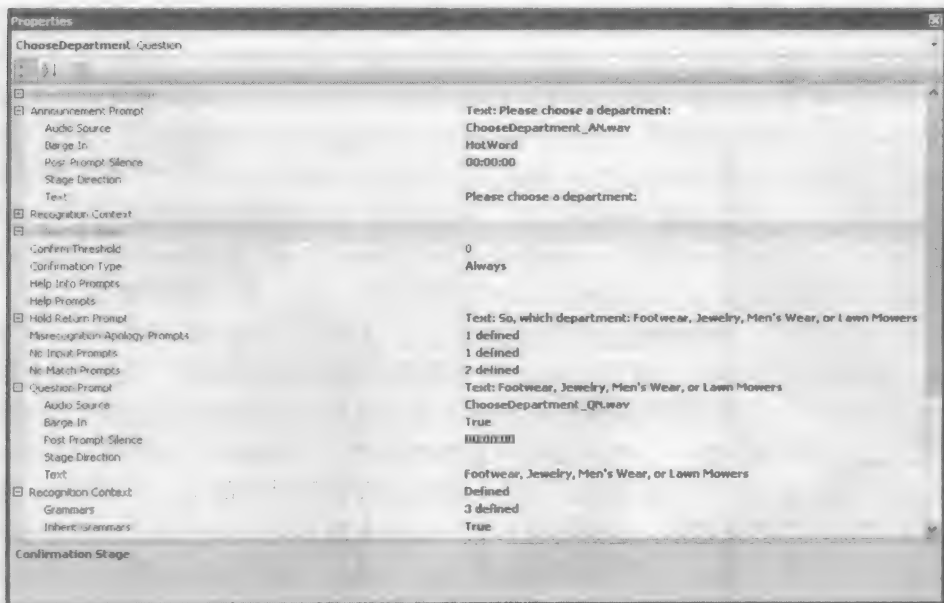 Properties
ChooseDepartment Question
Announcement Prompt Text: Please choose a department:
Audio Source ChooseDepartment_AN.wav
Barge In HotWord
Post Prompt Silence 00:00:00
Stage Direction
Text Please choose a department:
Recognition Context
Confirm Threshold 0
Confirmation Type Always
Help Info Prompts
Help Prompts
Hold Return Prompt Text: So, which department: Footwear, Jewelry, Men's Wear, or Lawn Mowers
Misrecognition Apology Prompts 1 defined
No Input Prompts 1 defined
No Match Prompts 2 defined
Question Prompt Text: Footwear, Jewelry, Men's Wear, or Lawn Mowers
Audio Source ChooseDepartment_QN.wav
Barge In True
Post Prompt Silence 00:00:00
Stage Direction
Text Footwear, Jewelry, Men's Wear, or Lawn Mowers
Recognition Context Defined
Grammars 3 defined
Inherit Grammars True
Confirmation Stage